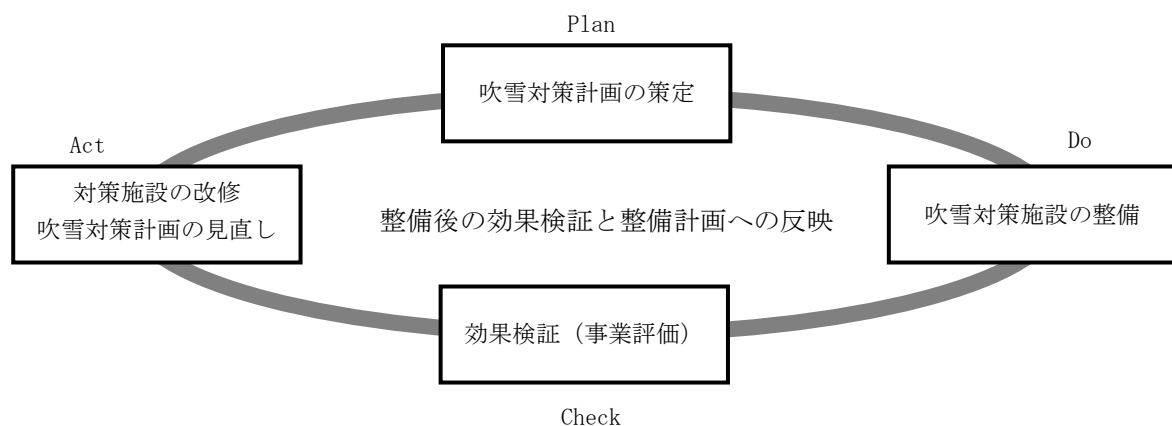 Plan
吹雪対策計画の策定
Act
Do
対策施設の改修
吹雪対策計画の見直し
整備後の効果検証と整備計画への反映
吹雪対策施設の整備
効果検証（事業評価）
Check